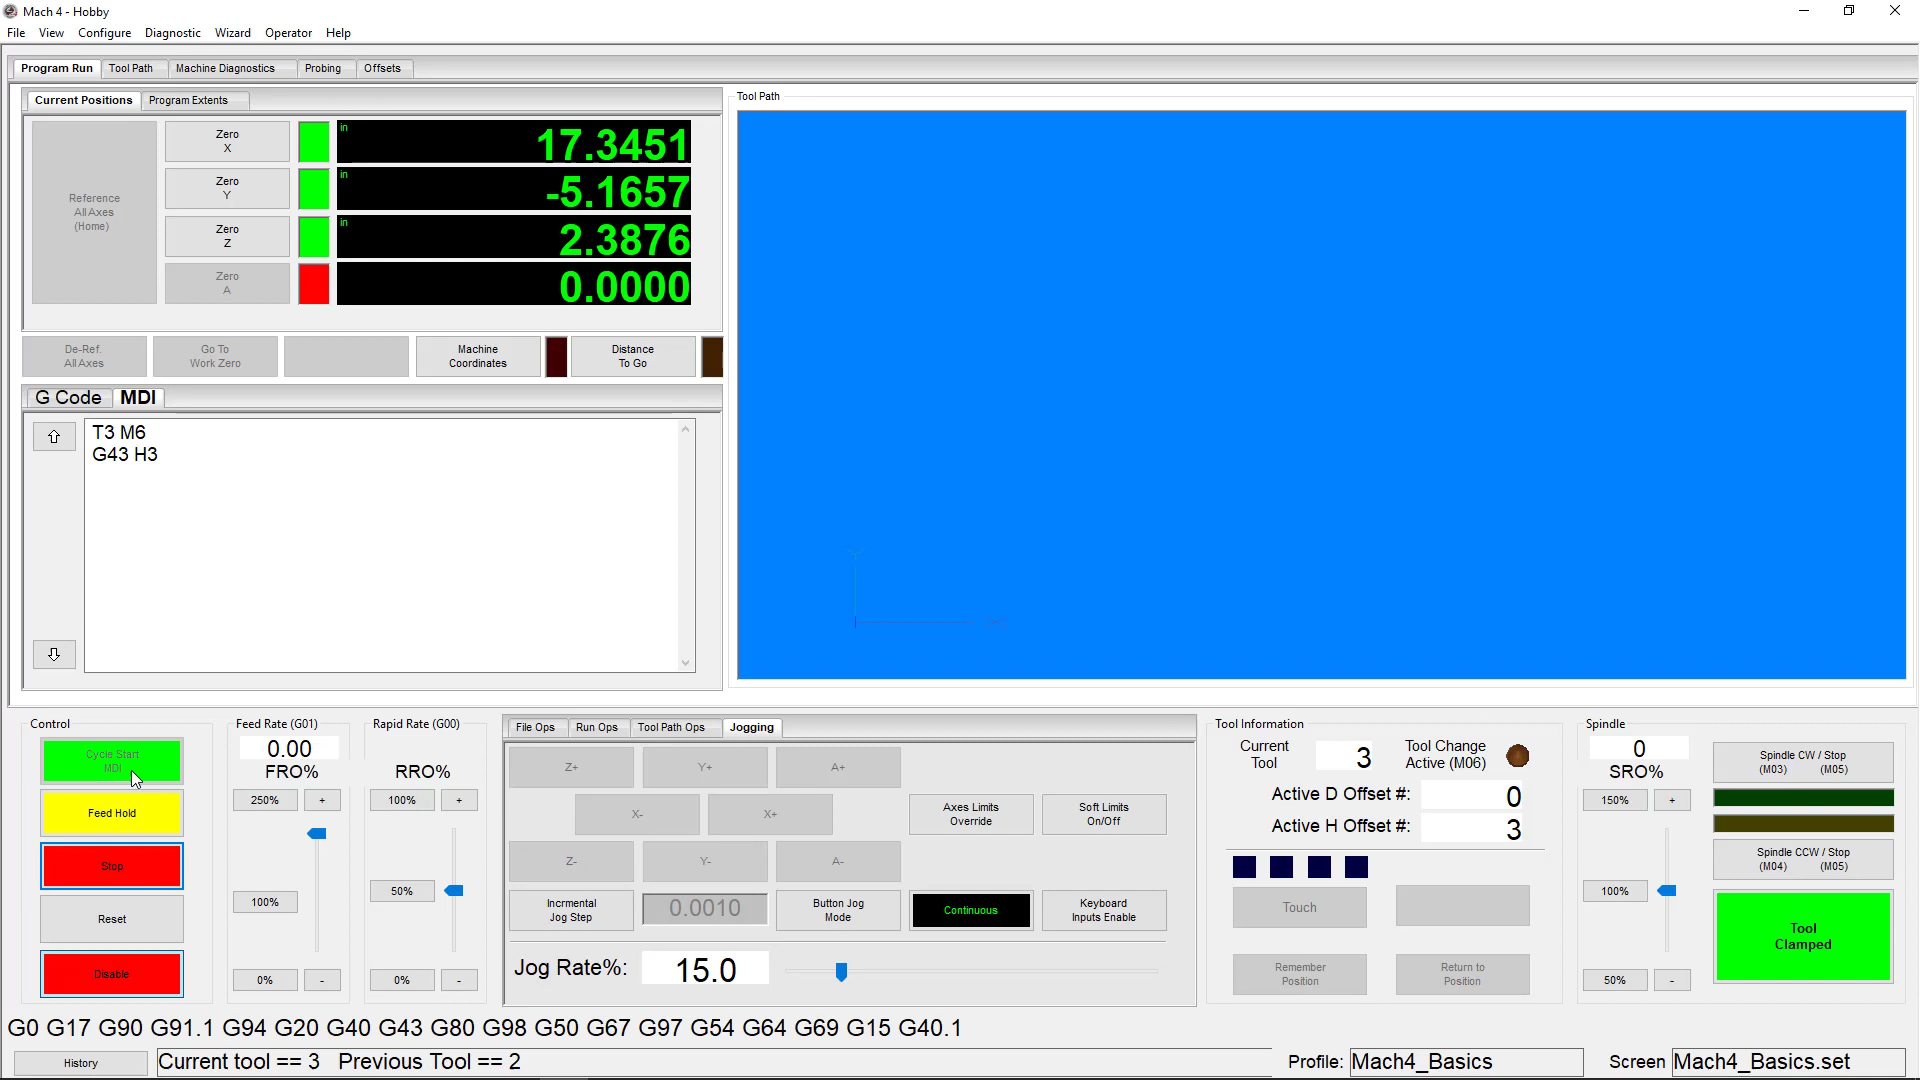 Mach 4 - Hobby
File View Configure Diagnostic Wizard Operator Help
Program Run Tool Path Machine Diagnostics Probing Offsets
Current Positions Program Extents
Reference
All Axes
(Home)
Zero
X
in
17.3451
Zero
Y
in
-5.1657
Zero
Z
in
2.3876
Zero
A
0.0000
De-Ref.
All Axes
Go To
Work Zero
Machine
Coordinates
Distance
To Go
G Code MDI
T3 M6
G43 H3
Tool Path
Control
Cycle Start
MDI
Feed Hold
Stop
Reset
Disable
Feed Rate (G01)
0.00
FRO%
250% +
100%
0% -
Rapid Rate (G00)
RRO%
100% +
50%
0% -
File Ops Run Ops Tool Path Ops Jogging
Z+ Y+ A+
X- X+
Axes Limits
Override
Soft Limits
On/Off
Z- Y- A-
Incrmental
Jog Step
0.0010
Button Jog
Mode
Continuous
Keyboard
Inputs Enable
Jog Rate%: 15.0
Tool Information
Current
Tool
3
Tool Change
Active (M06)
Active D Offset #: 0
Active H Offset #: 3
Touch
Remember
Position
Return to
Position
Spindle
0
SRO%
150% +
100%
50% -
Spindle CW / Stop
(M03) (M05)
Spindle CCW / Stop
(M04) (M05)
Tool
Clamped
G0 G17 G90 G91.1 G94 G20 G40 G43 G80 G98 G50 G67 G97 G54 G64 G69 G15 G40.1
History Current tool == 3 Previous Tool == 2 Profile: Mach4_Basics Screen Mach4_Basics.set